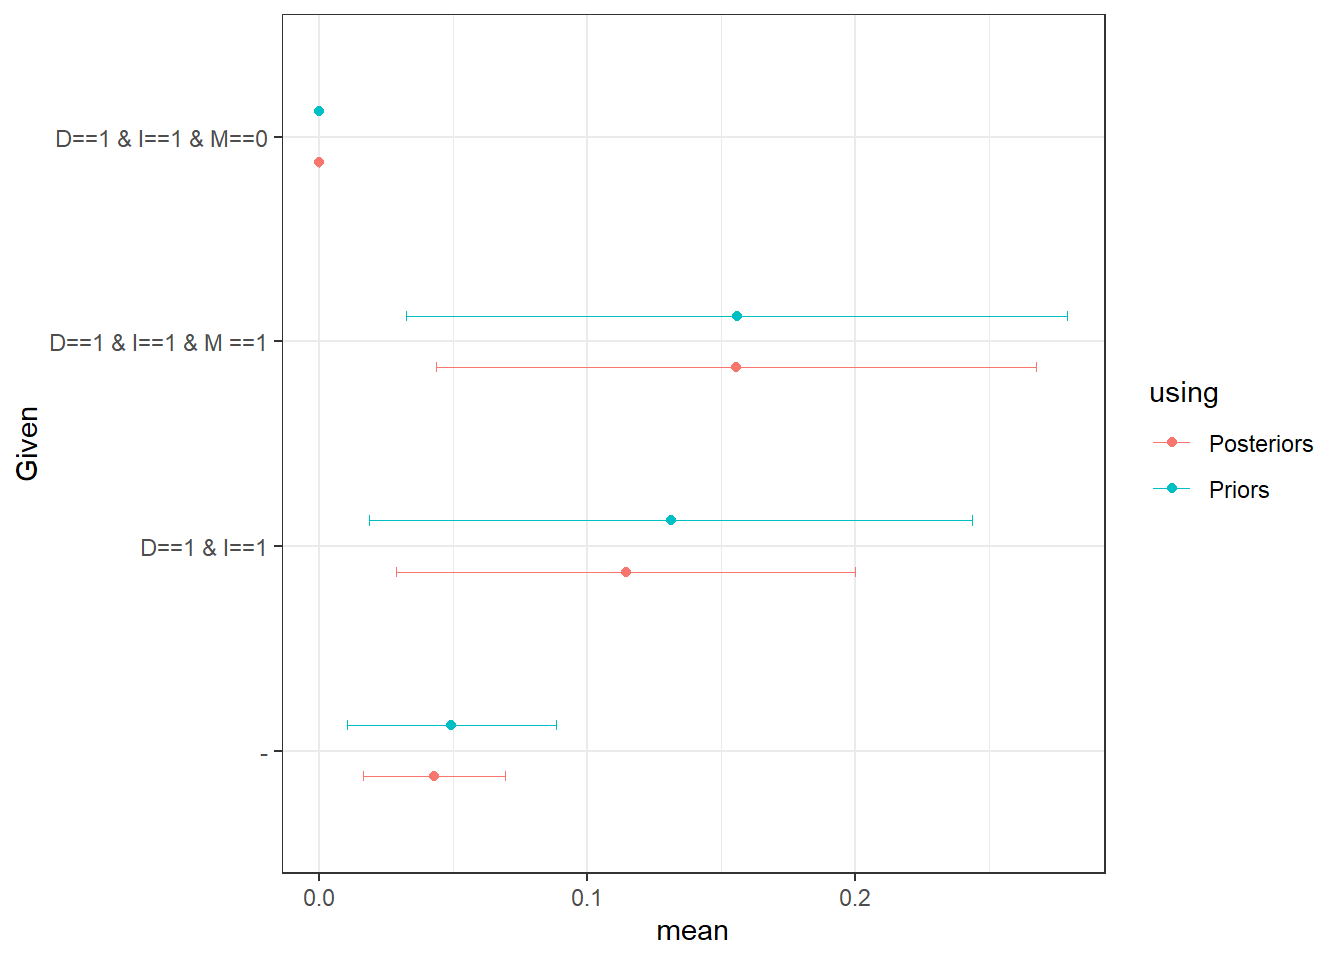 D==1 & I==1 & M==0
D==1 & I==1 & M ==1
D==1 & I==1
-
Given
0.0
0.1
0.2
mean
using
Posteriors
Priors